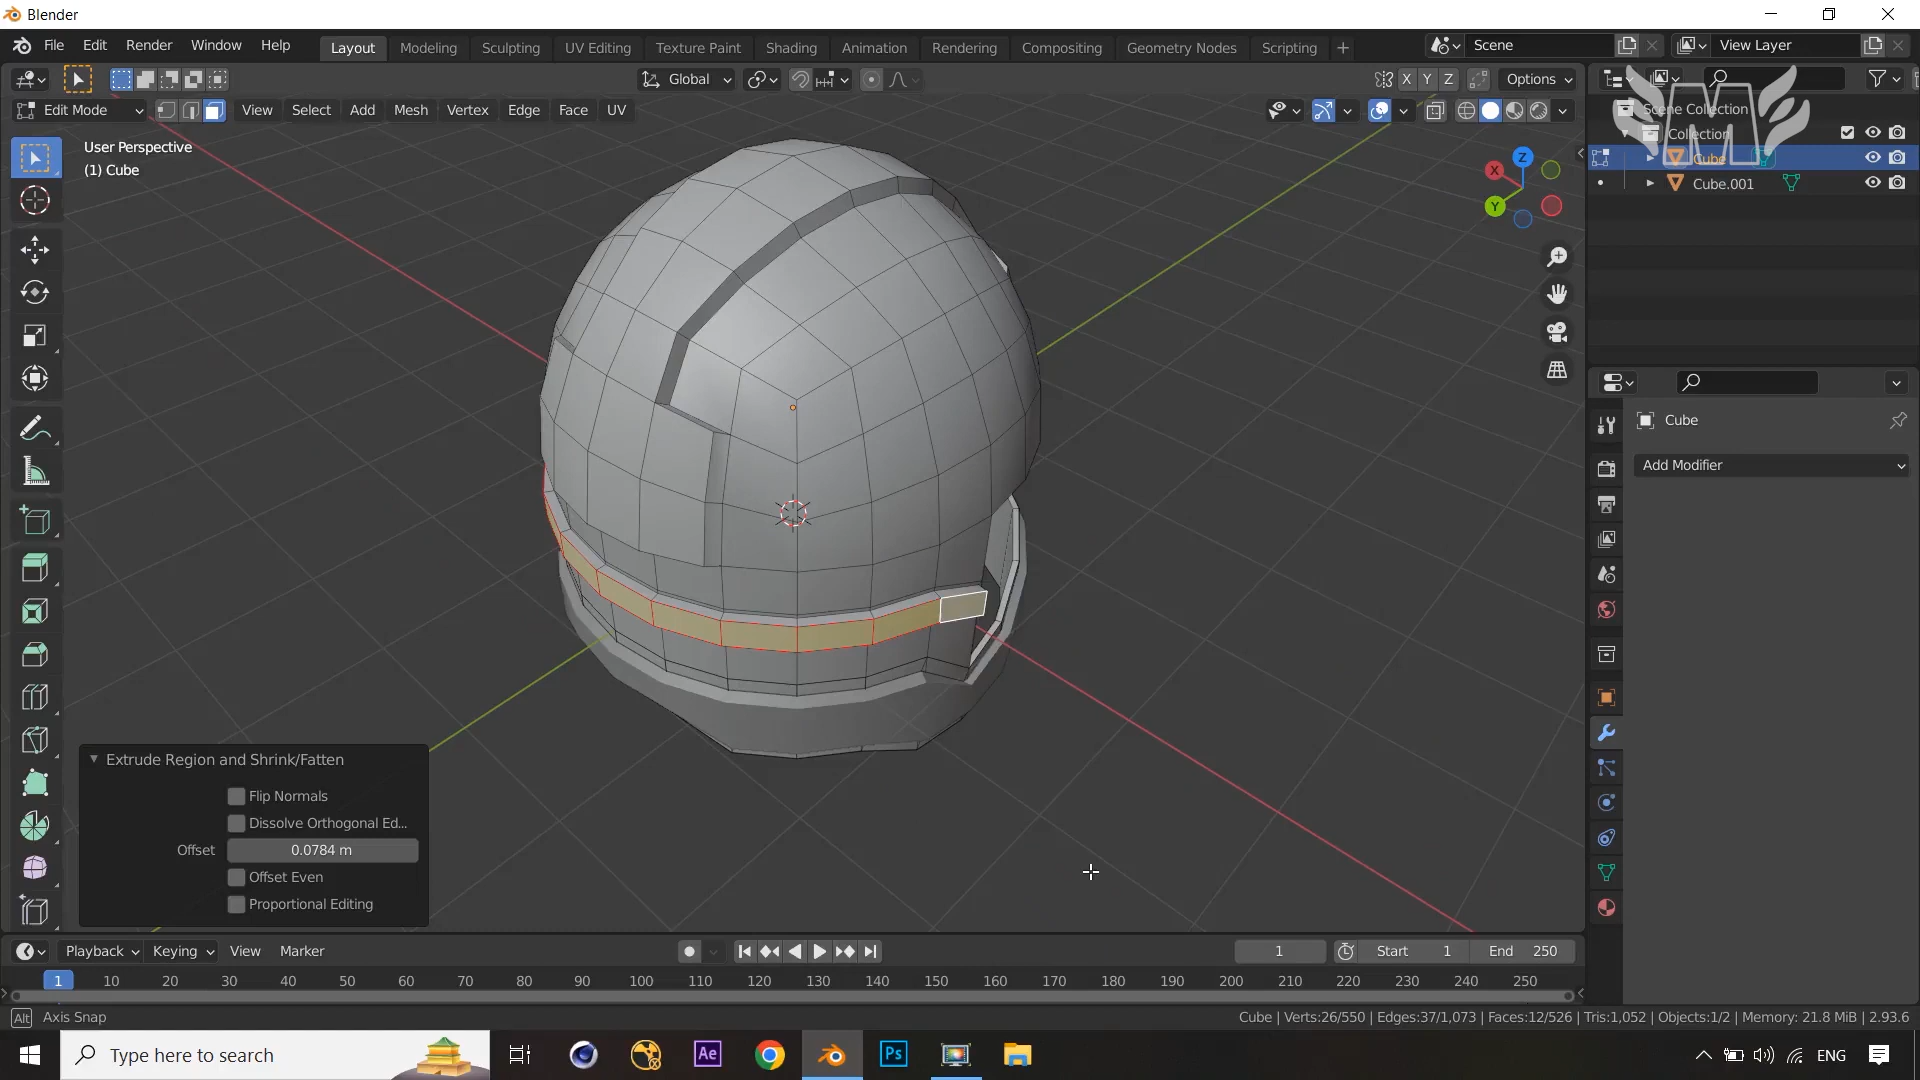 Blender
File Edit Render Window Help Layout Modeling Sculpting UV Editing Texture Paint Shading Animation Rendering Compositing Geometry Nodes Scripting + Scene View Layer
Global X Y Z Options
Edit Mode View Select Add Mesh Vertex Edge Face UV
Scene Collection
Collection
Cube
Cube.001
User Perspective
(1) Cube
Z
X
Y
Cube
Add Modifier
Extrude Region and Shrink/Fatten
Flip Normals
Dissolve Orthogonal Ed...
Offset 0.0784 m
Offset Even
Proportional Editing
Playback Keying View Marker 1 Start 1 End 250
1 10 20 30 40 50 60 70 80 90 100 110 120 130 140 150 160 170 180 190 200 210 220 230 240 250
Alt Axis Snap Cube | Verts:26/550 | Edges:37/1,073 | Faces:12/526 | Tris:1,052 | Objects:1/2 | Memory: 21.8 MiB | 2.93.6
Type here to search Ae Ps ENG